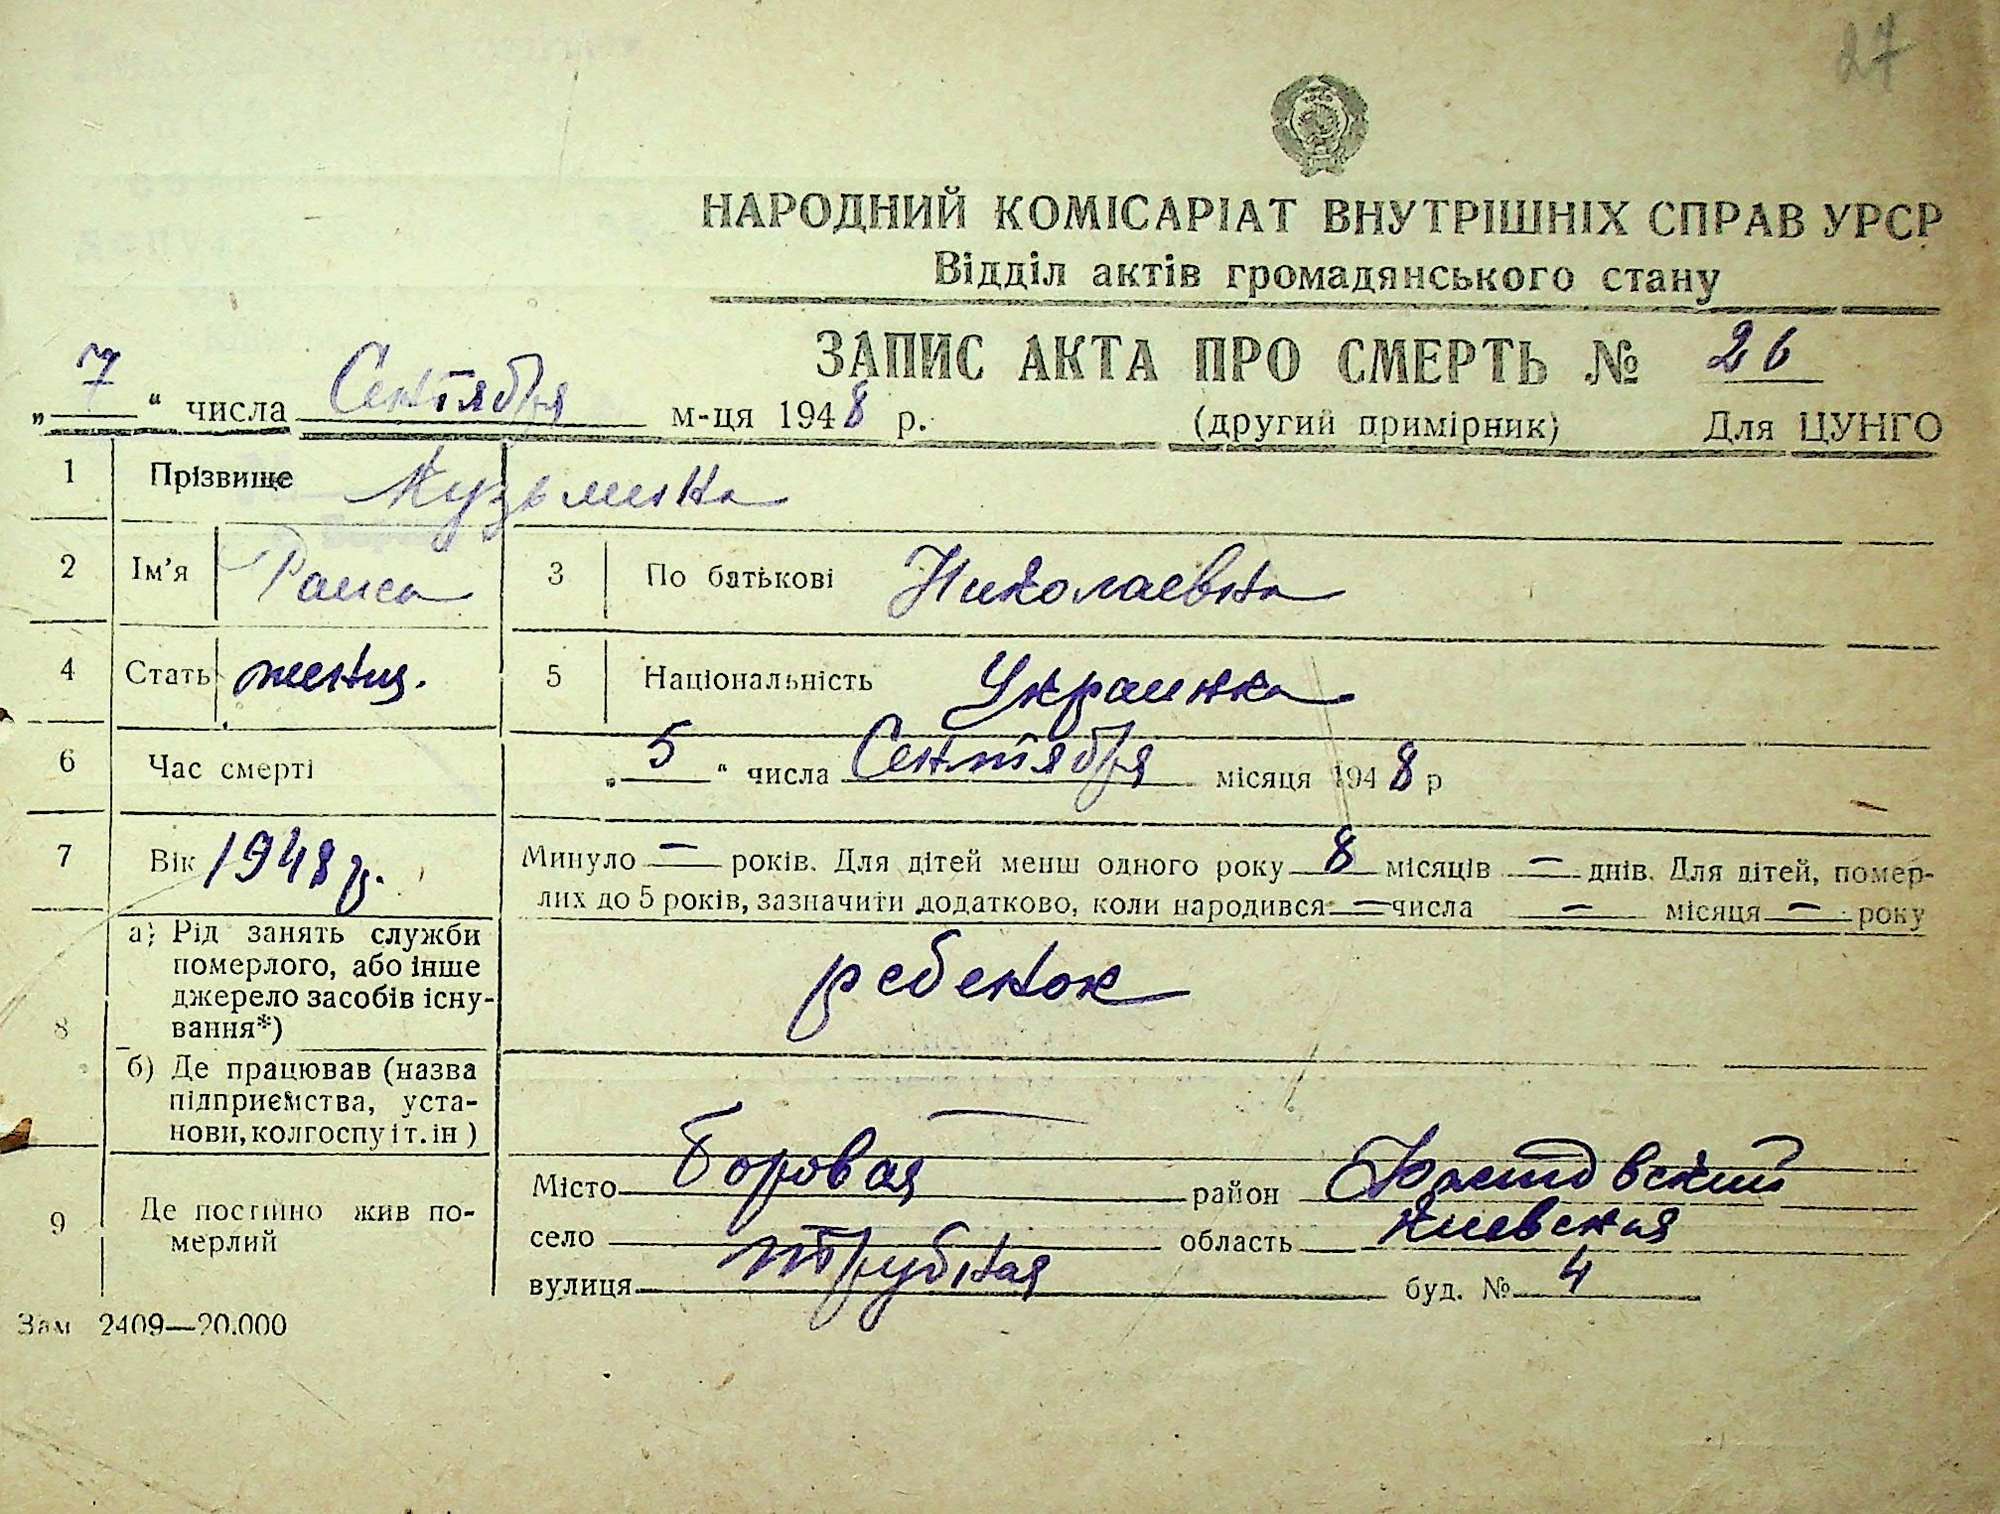 27
НАРОДНИЙ КОМІСАРІАТ ВНУТРІШНІХ СПРАВ УРСР
Відділ актів громадянського стану
ЗАПИС АКТА ПРО СМЕРТЬ № 26
„7“ числа Сентября м-ця 1948 р. (другий примірник) Для ЦУНГО
1 Прізвище Кузьмина
2 Ім’я Раиса 3 По батькові Николаевна
4 Стать женщ. 5 Національність Украинка
6 Час смерті „5“ числа Сентября місяця 1948 р
7 Вік 1948 г. Минуло — років. Для дітей менш одного року 8 місяців — днів. Для дітей, помер-
лих до 5 років, зазначити додатково, коли народився — числа — місяця — року
8 а) Рід занять служби
померлого, або інше
джерело засобів існу-
вання*)
ребенок
б) Де працював (назва
підприємства, уста-
нови, колгоспу і т. ін) —
9 Де постійно жив по-
мерлий
Місто Боровая район Фастовский
село область Киевская
вулиця Трубная буд. № 4
Зам 2409—20.000